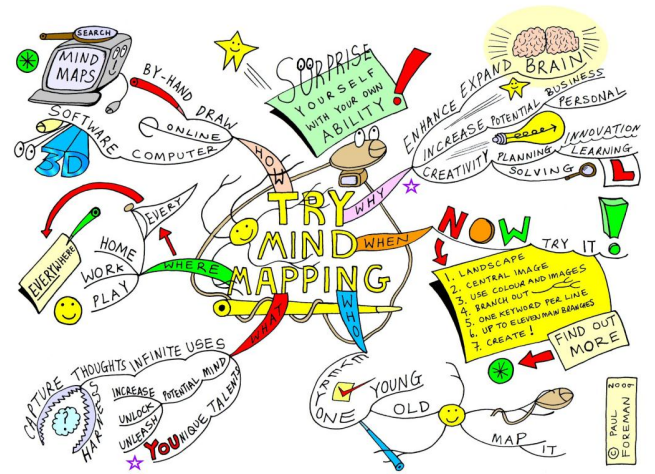 SEARCH
MIND
MAPS
BY-HAND DRAW
ONLINE
SOFTWARE
COMPUTER
3D
HOW
SURPRISE
YOURSELF
WITH YOUR OWN
ABILITY!
ENHANCE EXPAND BRAIN
INCREASE POTENTIAL BUSINESS
PERSONAL
CREATIVITY PLANNING INNOVATION
LEARNING
SOLVING
L
WHY
TRY
MIND
MAPPING
WHEN
NOW
TRY IT!
1. LANDSCAPE
2. CENTRAL IMAGE
3. USE COLOUR AND IMAGES
4. BRANCH OUT
5. ONE KEYWORD PER LINE
6. UP TO ELEVEN MAIN BRANCHES
7. CREATE!
FIND OUT
MORE
WHERE
EVERY
EVERYWHERE
HOME
WORK
PLAY
WHAT
CAPTURE THOUGHTS INFINITE USES
HARNESS
INCREASE POTENTIAL MIND
UNLOCK
UNLEASH
YOUNIQUE TALENTS
WHO
EVERY
ONE
YOUNG
OLD
MAP IT
© PAUL
FOREMAN
2009